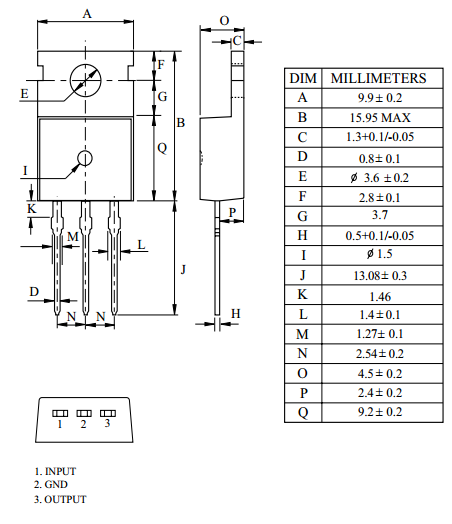 A
O
C
F
E
G
B
Q
I
K
P
M
L
J
D
N N
H
1 2 3
1. INPUT
2. GND
3. OUTPUT
DIM MILLIMETERS
A 9.9 ± 0.2
B 15.95 MAX
C 1.3+0.1/-0.05
D 0.8 ± 0.1
E ø 3.6 ± 0.2
F 2.8 ± 0.1
G 3.7
H 0.5+0.1/-0.05
I ø 1.5
J 13.08 ± 0.3
K 1.46
L 1.4 ± 0.1
M 1.27 ± 0.1
N 2.54 ± 0.2
O 4.5 ± 0.2
P 2.4 ± 0.2
Q 9.2 ± 0.2